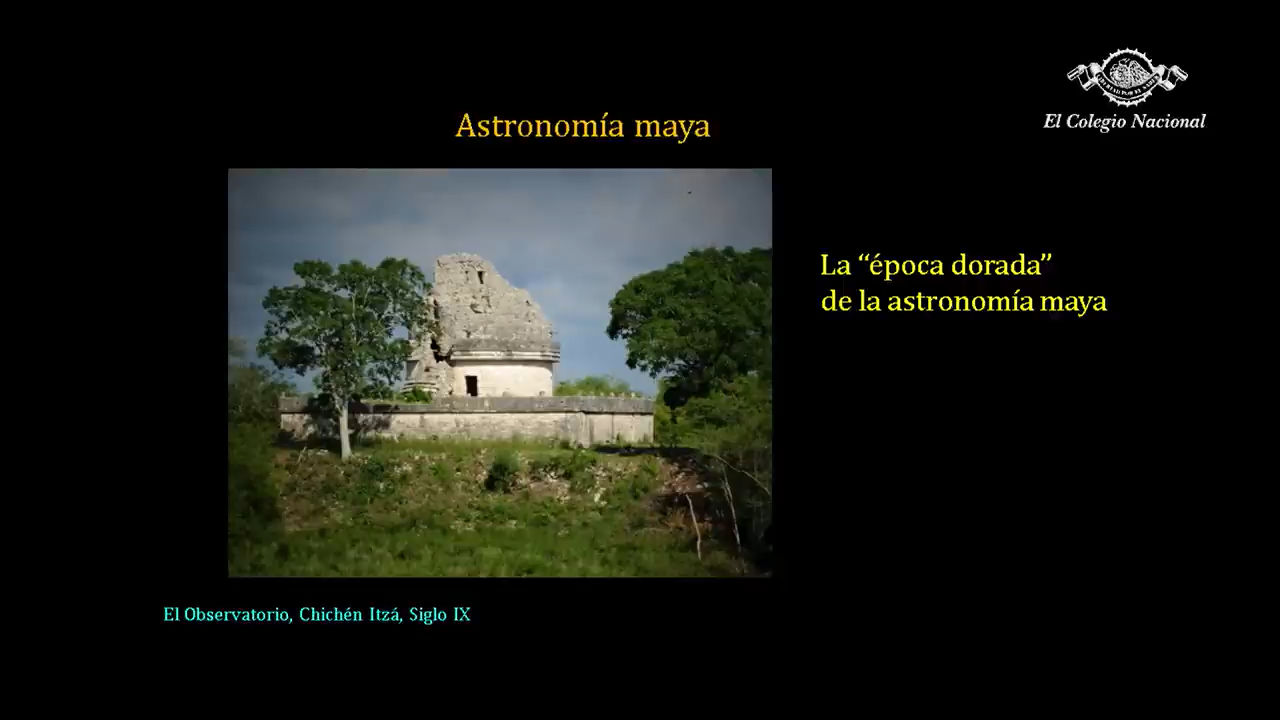 El Colegio Nacional
Astronomía maya
La “época dorada”
de la astronomía maya
El Observatorio, Chichén Itzá, Siglo IX